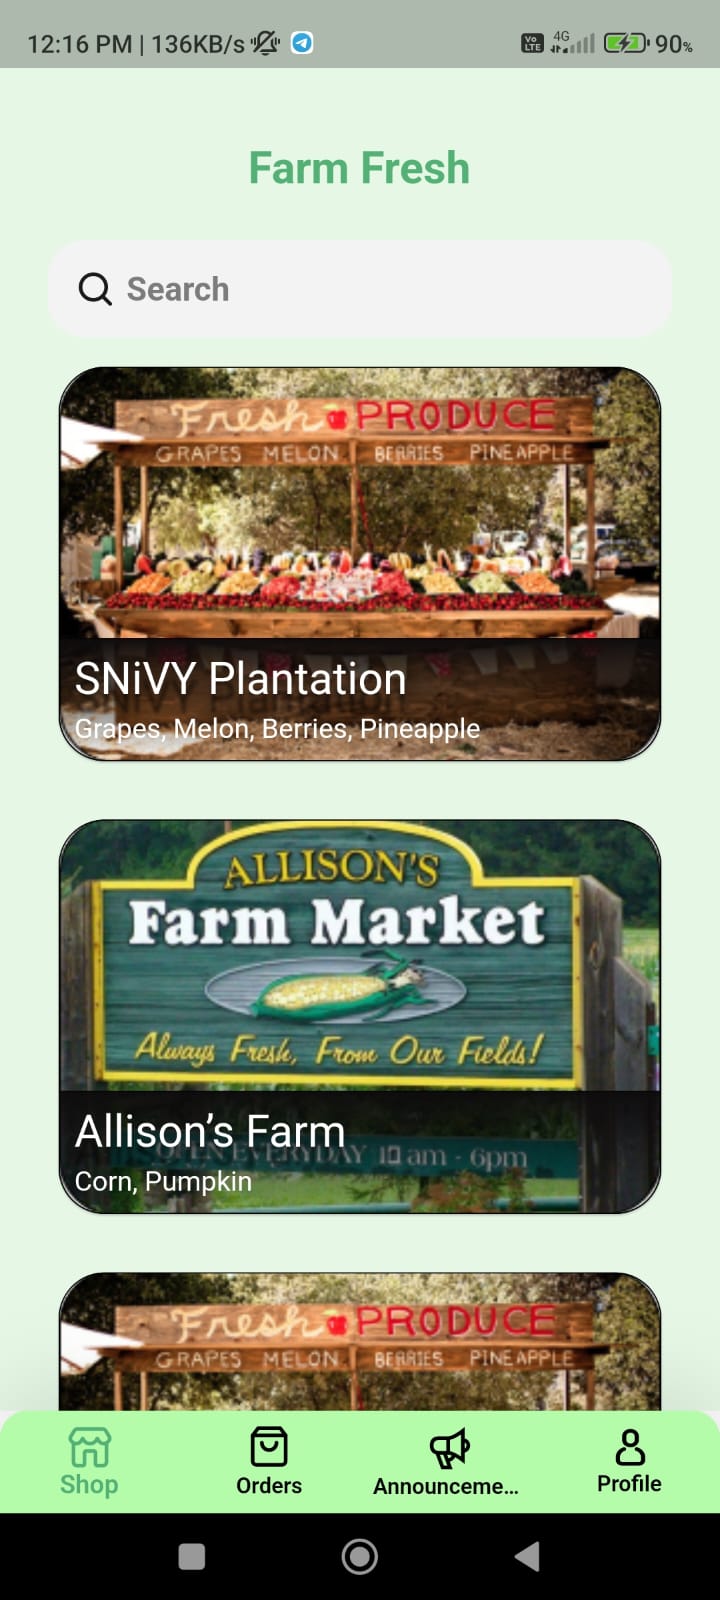 12:16 PM | 136KB/s
Vo LTE 4G 90%
Farm Fresh
Search
Fresh PRODUCE
GRAPES MELON BERRIES PINEAPPLE
SNiVY Plantation
Grapes, Melon, Berries, Pineapple
ALLISON'S
Farm Market
Always Fresh, From Our Fields!
Allison’s Farm
OPEN EVERYDAY 10 am - 6pm
Corn, Pumpkin
Fresh PRODUCE
GRAPES MELON BERRIES PINEAPPLE
Shop
Orders
Announceme...
Profile